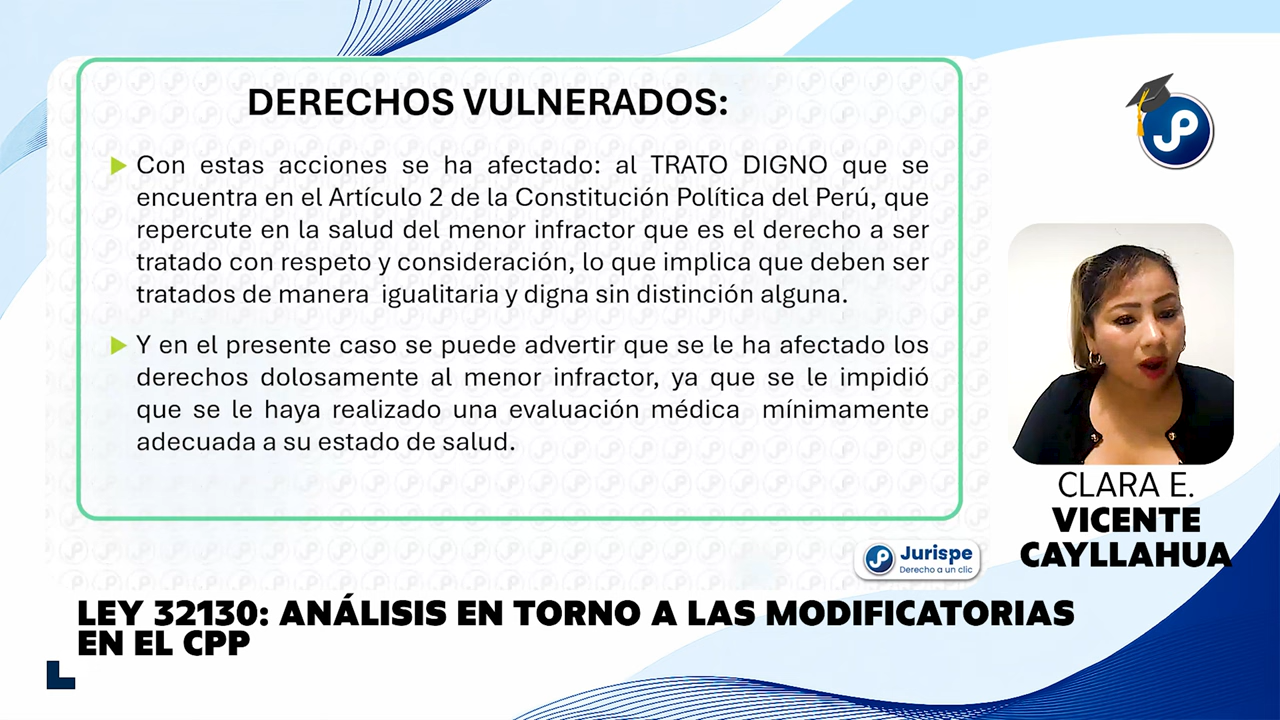 DERECHOS VULNERADOS:
Con estas acciones se ha afectado: al TRATO DIGNO que se
encuentra en el Artículo 2 de la Constitución Política del Perú, que
repercute en la salud del menor infractor que es el derecho a ser
tratado con respeto y consideración, lo que implica que deben ser
tratados de manera igualitaria y digna sin distinción alguna.
Y en el presente caso se puede advertir que se le ha afectado los
derechos dolosamente al menor infractor, ya que se le impidió
que se le haya realizado una evaluación médica mínimamente
adecuada a su estado de salud.
JP
CLARA E.
VICENTE
CAYLLAHUA
JP Jurispe
Derecho a un clic
LEY 32130: ANÁLISIS EN TORNO A LAS MODIFICATORIAS
EN EL CPP